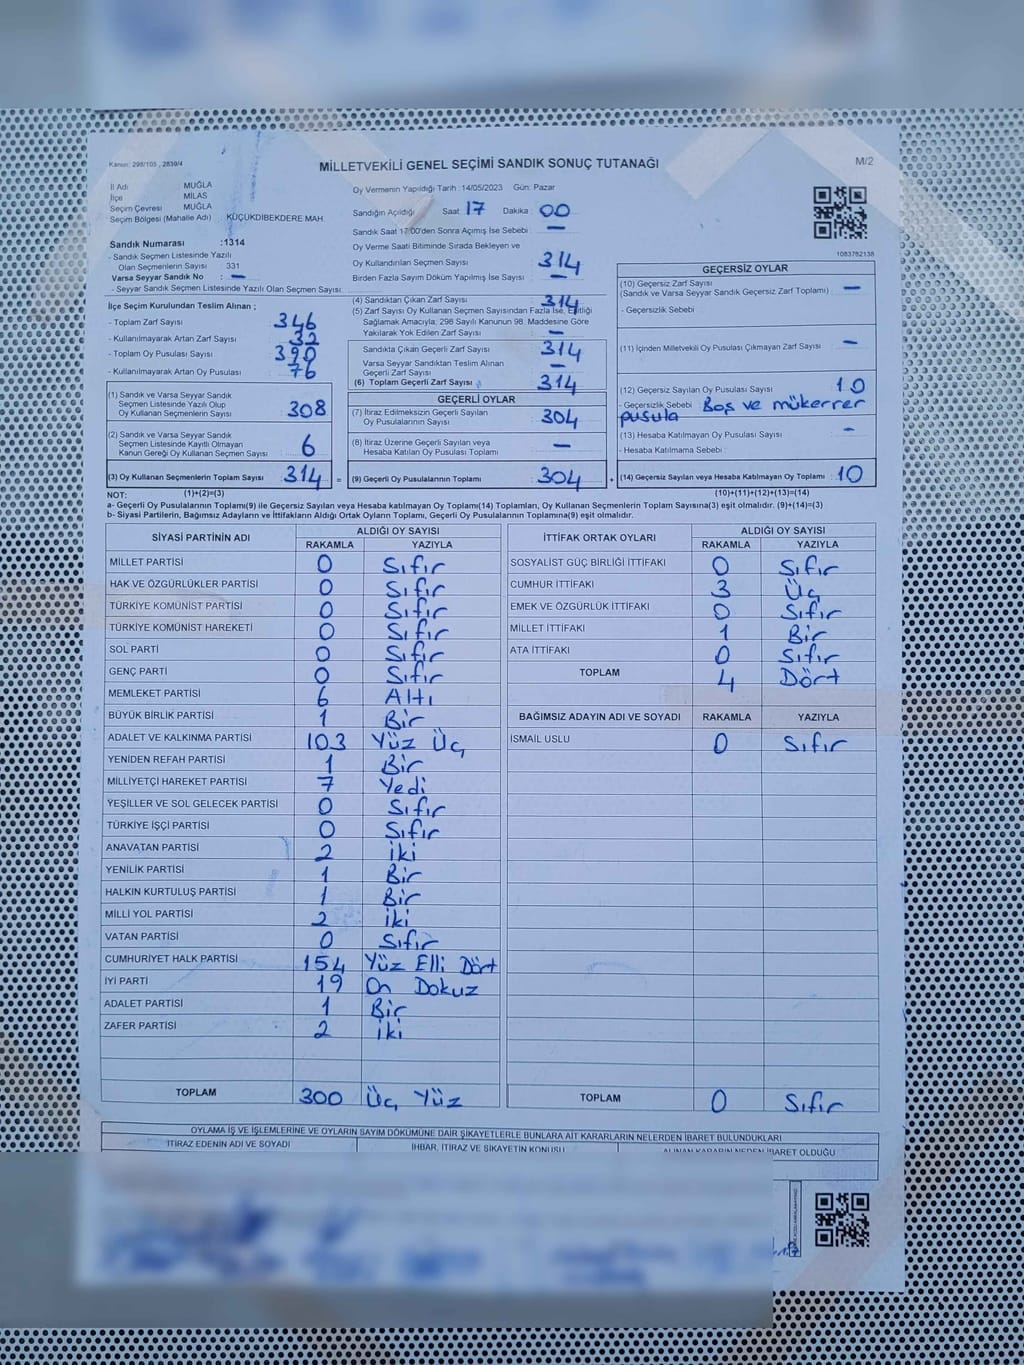 Kanun: 298/105 , 2839/4
MİLLETVEKİLİ GENEL SEÇİMİ SANDIK SONUÇ TUTANAĞI
M/2
İl Adı MUĞLA
İlçe MİLAS
Seçim Çevresi MUĞLA
Seçim Bölgesi (Mahalle Adı) KÜÇÜKDİBEKDERE MAH.
Sandık Numarası :1314
- Sandık Seçmen Listesinde Yazılı
Olan Seçmenlerin Sayısı 331
Varsa Seyyar Sandık No : –
- Seyyar Sandık Seçmen Listesinde Yazılı Olan Seçmen Sayısı
Oy Vermenin Yapıldığı Tarih : 14/05/2023 Gün: Pazar
Sandığın Açıldığı Saat: 17 Dakika : 00
Sandık Saat 17:00'den Sonra Açımış İse Sebebi : –
Oy Verme Saati Bitiminde Sırada Bekleyen ve
Oy Kullandırılan Seçmen Sayısı : 314
Birden Fazla Sayım Döküm Yapılmış İse Sayısı : –
1083782138
İlçe Seçim Kurulundan Teslim Alınan ;
- Toplam Zarf Sayısı 346
- Kullanılmayarak Artan Zarf Sayısı 32
- Toplam Oy Pusulası Sayısı 390
- Kullanılmayarak Artan Oy Pusulası 76
(1) Sandık ve Varsa Seyyar Sandık
Seçmen Listesinde Yazılı Olup
Oy Kullanan Seçmenlerin Sayısı 308
(2) Sandık ve Varsa Seyyar Sandık
Seçmen Listesinde Kayıtlı Olmayan
Kanun Gereği Oy Kullanan Seçmen Sayısı 6
(3) Oy Kullanan Seçmenlerin Toplam Sayısı 314 =
(4) Sandıktan Çıkan Zarf Sayısı 314
(5) Zarf Sayısı Oy Kullanan Seçmen Sayısından Fazla İse, Eşitliği
Sağlamak Amacıyla, 298 Sayılı Kanunun 98. Maddesine Göre
Yakılarak Yok Edilen Zarf Sayısı –
Sandıkta Çıkan Geçerli Zarf Sayısı 314
Varsa Seyyar Sandıktan Teslim Alınan
Geçerli Zarf Sayısı –
(6) Toplam Geçerli Zarf Sayısı 314
GEÇERLİ OYLAR
(7) İtiraz Edilmeksizin Geçerli Sayılan
Oy Pusulalarının Sayısı 304
(8) İtiraz Üzerine Geçerli Sayılan veya
Hesaba Katılan Oy Pusulası Toplamı –
(9) Geçerli Oy Pusulalarının Toplamı 304 +
GEÇERSİZ OYLAR
(10) Geçersiz Zarf Sayısı
(Sandık ve Varsa Seyyar Sandık Geçersiz Zarf Toplamı) –
- Geçersizlik Sebebi
(11) İçinden Milletvekili Oy Pusulası Çıkmayan Zarf Sayısı –
(12) Geçersiz Sayılan Oy Pusulası Sayısı 10
- Geçersizlik Sebebi : Boş ve mükerrer
pusula
(13) Hesaba Katılmayan Oy Pusulası Sayısı –
- Hesaba Katılmama Sebebi :
(14) Geçersiz Sayılan veya Hesaba Katılmayan Oy Toplamı 10
NOT: (1)+(2)=(3) (10)+(11)+(12)+(13)=(14)
a- Geçerli Oy Pusulalarının Toplamı(9) ile Geçersiz Sayılan veya Hesaba katılmayan Oy Toplamı(14) Toplamları, Oy Kullanan Seçmenlerin Toplam Sayısına(3) eşit olmalıdır. (9)+(14)=(3)
b- Siyasi Partilerin, Bağımsız Adayların ve İttifakların Aldığı Ortak Oyların Toplamı, Geçerli Oy Pusulalarının Toplamına(9) eşit olmalıdır.
SİYASİ PARTİNİN ADI ALDIĞI OY SAYISI
RAKAMLA YAZIYLA
MİLLET PARTİSİ 0 Sıfır
HAK VE ÖZGÜRLÜKLER PARTİSİ 0 Sıfır
TÜRKİYE KOMÜNİST PARTİSİ 0 Sıfır
TÜRKİYE KOMÜNİST HAREKETİ 0 Sıfır
SOL PARTİ 0 Sıfır
GENÇ PARTİ 0 Sıfır
MEMLEKET PARTİSİ 6 Altı
BÜYÜK BİRLİK PARTİSİ 1 Bir
ADALET VE KALKINMA PARTİSİ 103 Yüz Üç
YENİDEN REFAH PARTİSİ 1 Bir
MİLLİYETÇİ HAREKET PARTİSİ 7 Yedi
YEŞİLLER VE SOL GELECEK PARTİSİ 0 Sıfır
TÜRKİYE İŞÇİ PARTİSİ 0 Sıfır
ANAVATAN PARTİSİ 2 iki
YENİLİK PARTİSİ 1 Bir
HALKIN KURTULUŞ PARTİSİ 1 Bir
MİLLİ YOL PARTİSİ 2 iki
VATAN PARTİSİ 0 Sıfır
CUMHURİYET HALK PARTİSİ 154 Yüz Elli Dört
İYİ PARTİ 19 On Dokuz
ADALET PARTİSİ 1 Bir
ZAFER PARTİSİ 2 iki
TOPLAM 300 Üç Yüz
İTTİFAK ORTAK OYLARI ALDIĞI OY SAYISI
RAKAMLA YAZIYLA
SOSYALİST GÜÇ BİRLİĞİ İTTİFAKI 0 Sıfır
CUMHUR İTTİFAKI 3 Üç
EMEK VE ÖZGÜRLÜK İTTİFAKI 0 Sıfır
MİLLET İTTİFAKI 1 Bir
ATA İTTİFAKI 0 Sıfır
TOPLAM 4 Dört
BAĞIMSIZ ADAYIN ADI VE SOYADI RAKAMLA YAZIYLA
İSMAİL USLU 0 Sıfır
TOPLAM 0 Sıfır
OYLAMA İŞ VE İŞLEMLERİNE VE OYLARIN SAYIM DÖKÜMÜNE DAİR ŞİKAYETLERLE BUNLARA AİT KARARLARIN NELERDEN İBARET BULUNDUKLARI
İTİRAZ EDENİN ADI VE SOYADI İHBAR, İTİRAZ VE ŞİKAYETİN KONUSU ALINAN KARARIN NEDEN İBARET OLDUĞU